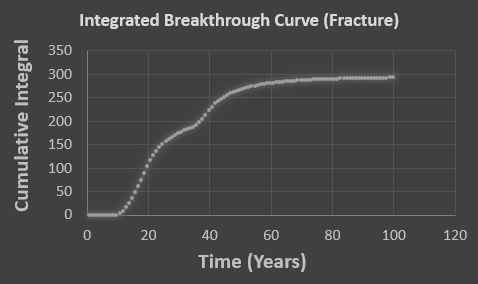 Integrated Breakthrough Curve (Fracture)
Cumulative Integral
350
300
250
200
150
100
50
0
0 20 40 60 80 100 120
Time (Years)